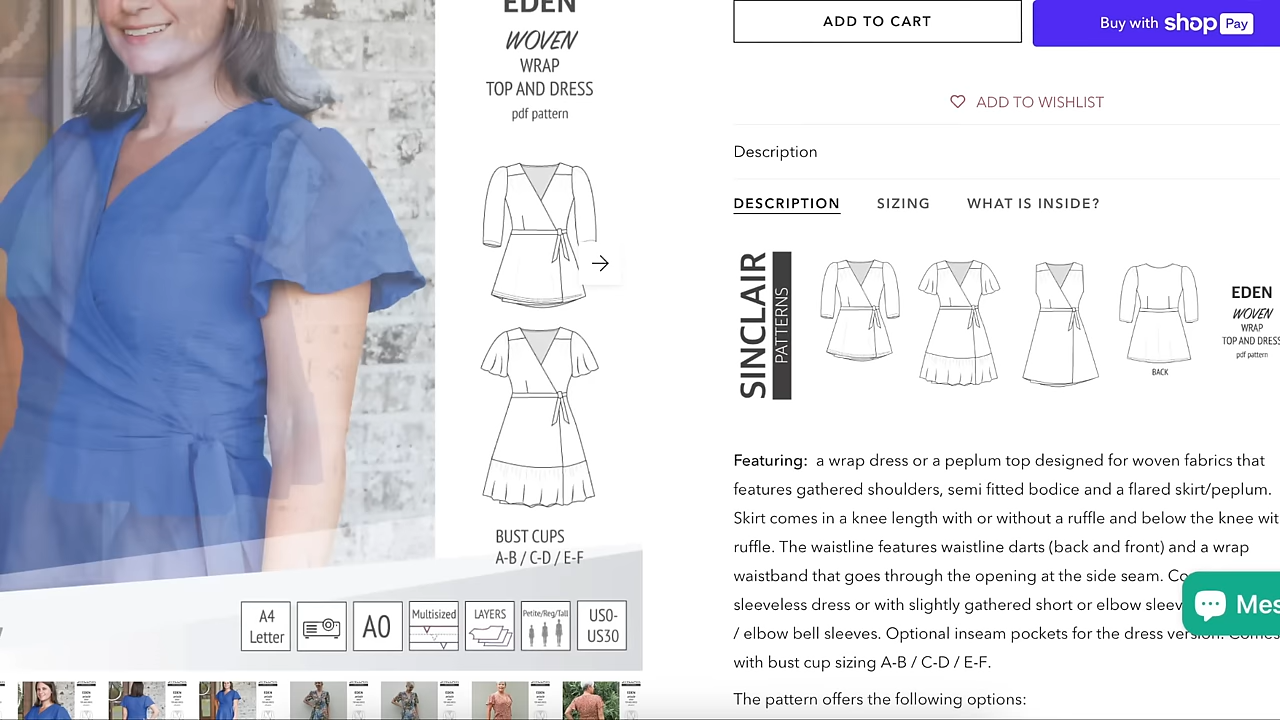 EDEN
WOVEN
WRAP
TOP AND DRESS
pdf pattern
BUST CUPS
A-B / C-D / E-F
A4
Letter
A0
Multisized
LAYERS
Petite/Reg/Tall
US0-
US30
ADD TO CART
Buy with shop Pay
ADD TO WISHLIST
Description
DESCRIPTION
SIZING
WHAT IS INSIDE?
SINCLAIR
PATTERNS
BACK
EDEN
WOVEN
WRAP
TOP AND DRESS
pdf pattern
Featuring: a wrap dress or a peplum top designed for woven fabrics that
features gathered shoulders, semi fitted bodice and a flared skirt/peplum.
Skirt comes in a knee length with or without a ruffle and below the knee wit
ruffle. The waistline features waistline darts (back and front) and a wrap
waistband that goes through the opening at the side seam. Co
sleeveless dress or with slightly gathered short or elbow sleev
/ elbow bell sleeves. Optional inseam pockets for the dress version. Comes
with bust cup sizing A-B / C-D / E-F.
The pattern offers the following options:
Mes